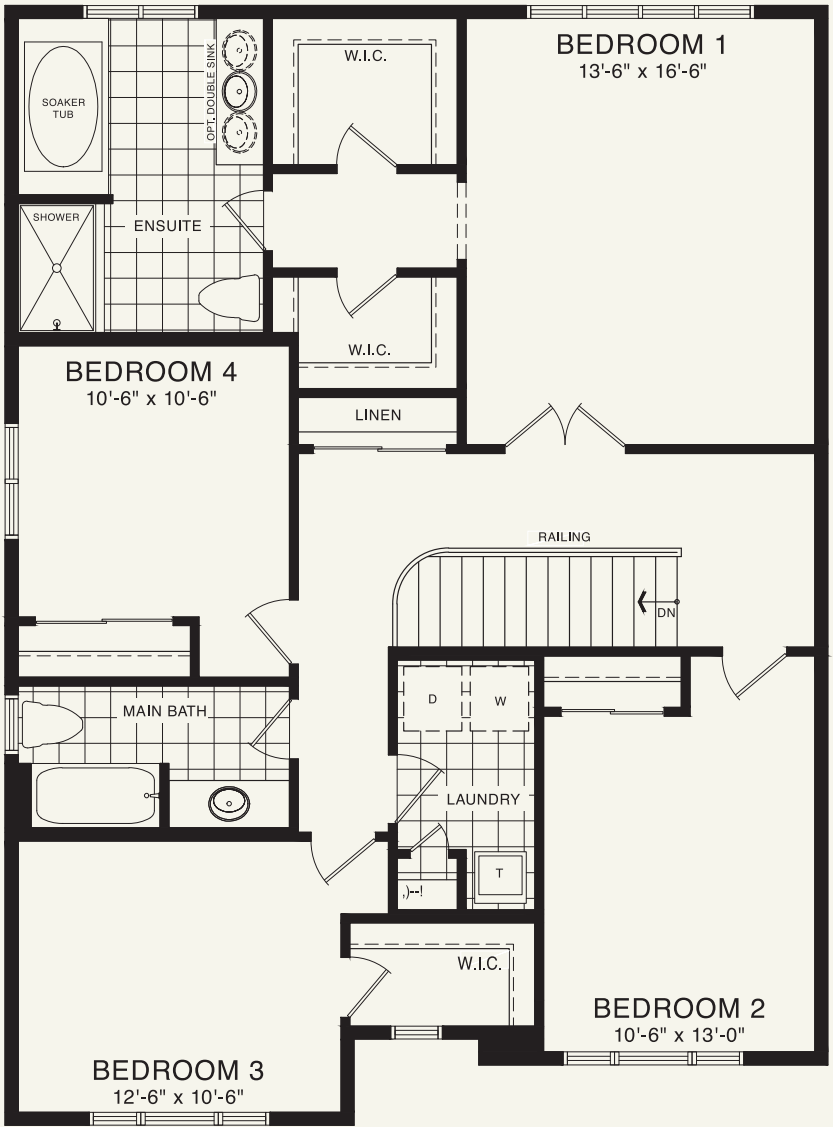 BEDROOM 1
13'-6" x 16'-6"
W.I.C.
OPT. DOUBLE SINK
SOAKER
TUB
SHOWER
ENSUITE
W.I.C.
BEDROOM 4
10'-6" x 10'-6"
LINEN
RAILING
DN
MAIN BATH
D
W
LAUNDRY
T
,)--!
W.I.C.
BEDROOM 2
10'-6" x 13'-0"
BEDROOM 3
12'-6" x 10'-6"